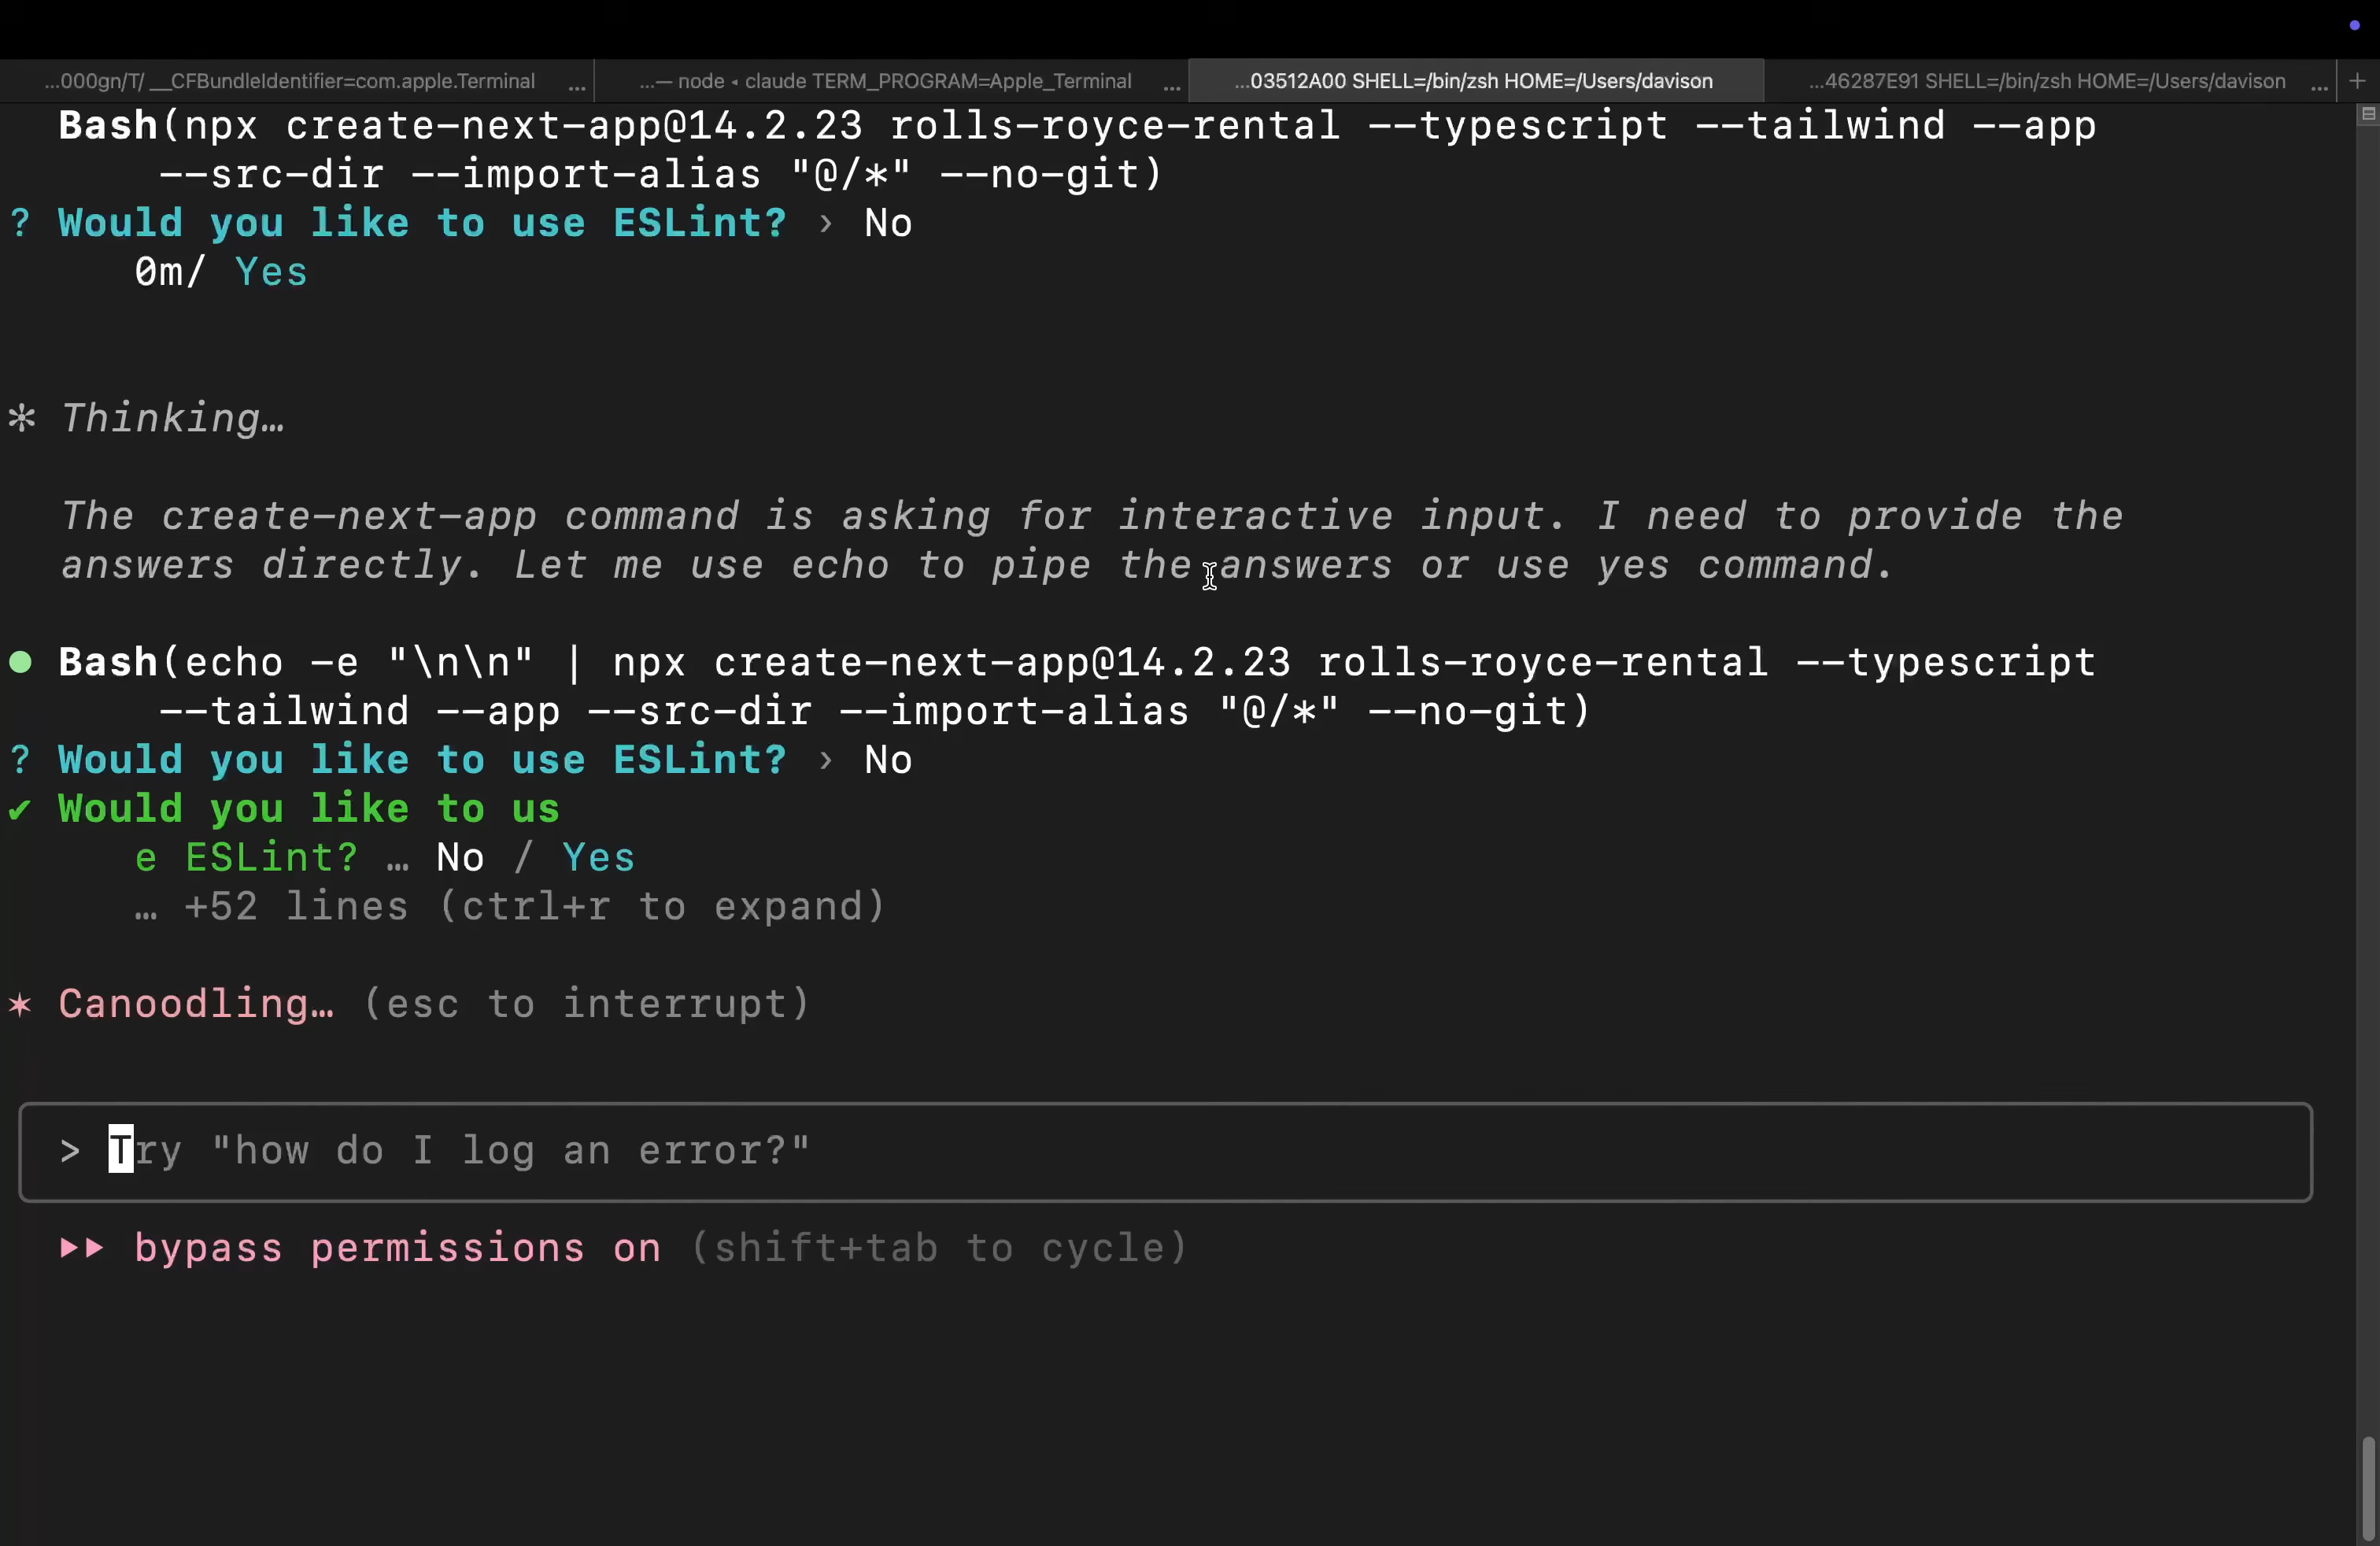 ...000gn/T/ __CFBundleIdentifier=com.apple.Terminal ...
...— node ◂ claude TERM_PROGRAM=Apple_Terminal ...
...03512A00 SHELL=/bin/zsh HOME=/Users/davison
...46287E91 SHELL=/bin/zsh HOME=/Users/davison ...
+
Bash(npx create-next-app@14.2.23 rolls-royce-rental --typescript --tailwind --app
--src-dir --import-alias "@/*" --no-git)
? Would you like to use ESLint? › No
0m/ Yes
✻ Thinking…
The create-next-app command is asking for interactive input. I need to provide the
answers directly. Let me use echo to pipe the answers or use yes command.
● Bash(echo -e "\n\n" | npx create-next-app@14.2.23 rolls-royce-rental --typescript
--tailwind --app --src-dir --import-alias "@/*" --no-git)
? Would you like to use ESLint? › No
✔ Would you like to us
e ESLint? … No / Yes
… +52 lines (ctrl+r to expand)
✶ Canoodling… (esc to interrupt)
> Try "how do I log an error?"
▶▶ bypass permissions on (shift+tab to cycle)